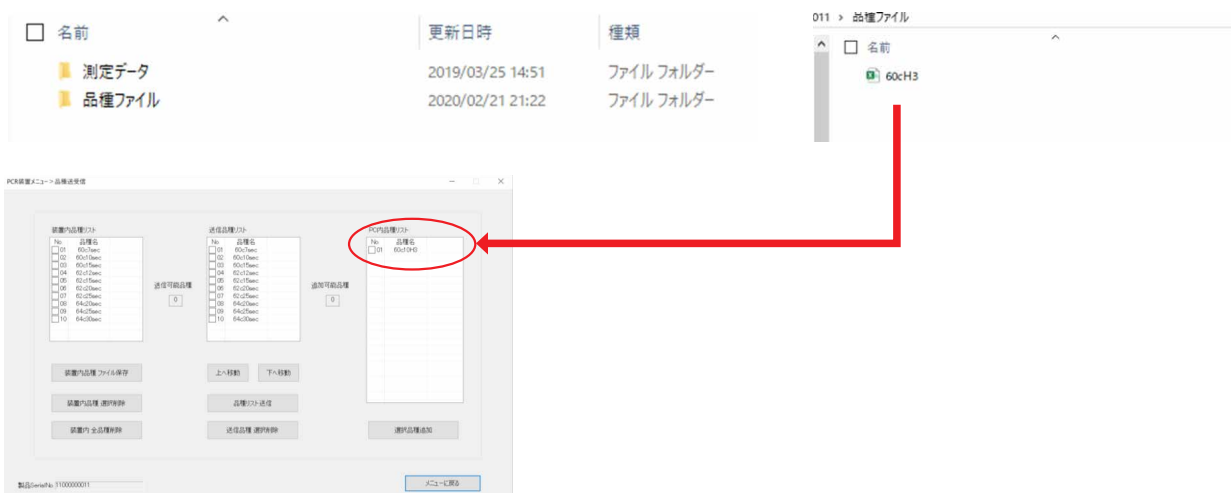 名前 更新日時 種類
測定データ 2019/03/25 14:51 ファイル フォルダー
品種ファイル 2020/02/21 21:22 ファイル フォルダー
011 › 品種ファイル
名前
60cH3
PCR装置メニュー > 品種送受信
装置内品種リスト
No 品種名
01 60c7sec
02 60c10sec
03 60c15sec
04 62c12sec
05 62c15sec
06 62c20sec
07 62c25sec
08 64c20sec
09 64c25sec
10 64c30sec
送信可能品種
0
送信品種リスト
No 品種名
01 60c7sec
02 60c10sec
03 60c15sec
04 62c12sec
05 62c15sec
06 62c20sec
07 62c25sec
08 64c20sec
09 64c25sec
10 64c30sec
追加可能品種
0
PC内品種リスト
No 品種名
01 60c10H3
装置内品種 ファイル保存
装置内品種 選択削除
装置内 全品種削除
上へ移動 下へ移動
品種リスト送信
送信品種 選択削除
選択品種追加
製品SerialNo 11000000011
メニューに戻る